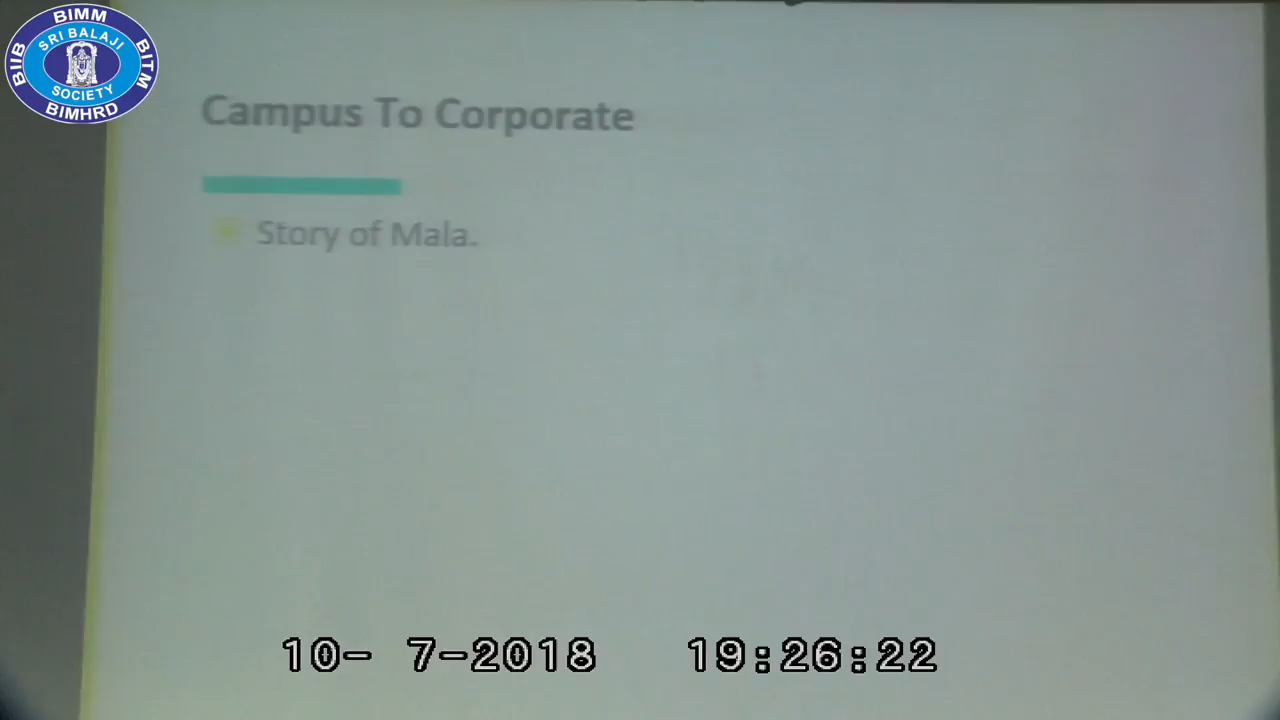 BIMM
SRI BALAJI
BIIB
BITM
SOCIETY
BIMHRD
Campus To Corporate
Story of Mala.
10- 7-2018 19:26:22